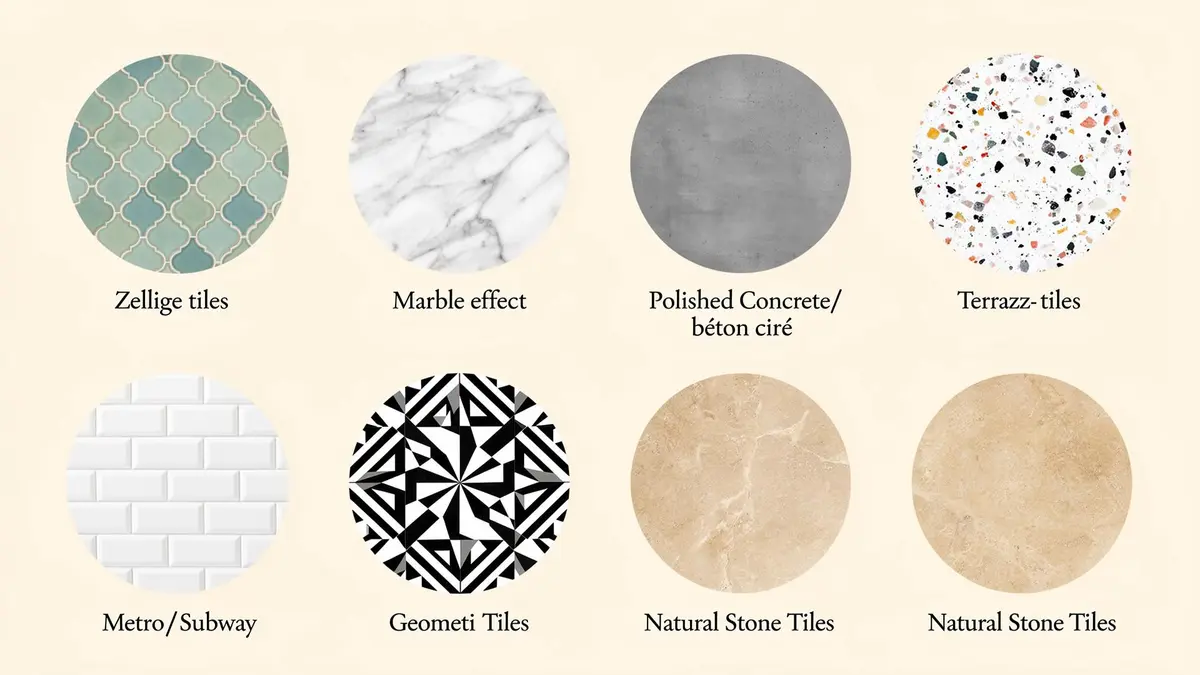 Zellige tiles
Marble effect
Polished Concrete/
béton ciré
Terrazz-tiles
Metro/Subway
Geometi Tiles
Natural Stone Tiles
Natural Stone Tiles